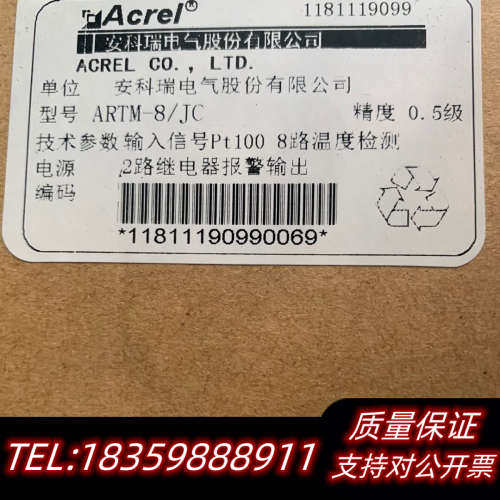 Acrel
1181119099
安科瑞电气股份有限公司
ACREL CO., LTD.
单位 安科瑞电气股份有限公司
型号 ARTM-8/JC 精度 0.5级
技术参数 输入信号Pt100 8路温度检测
电源 2路继电器报警输出
编码
*11811190990069*
TEL:18359888911
质量保证
支持对公开票